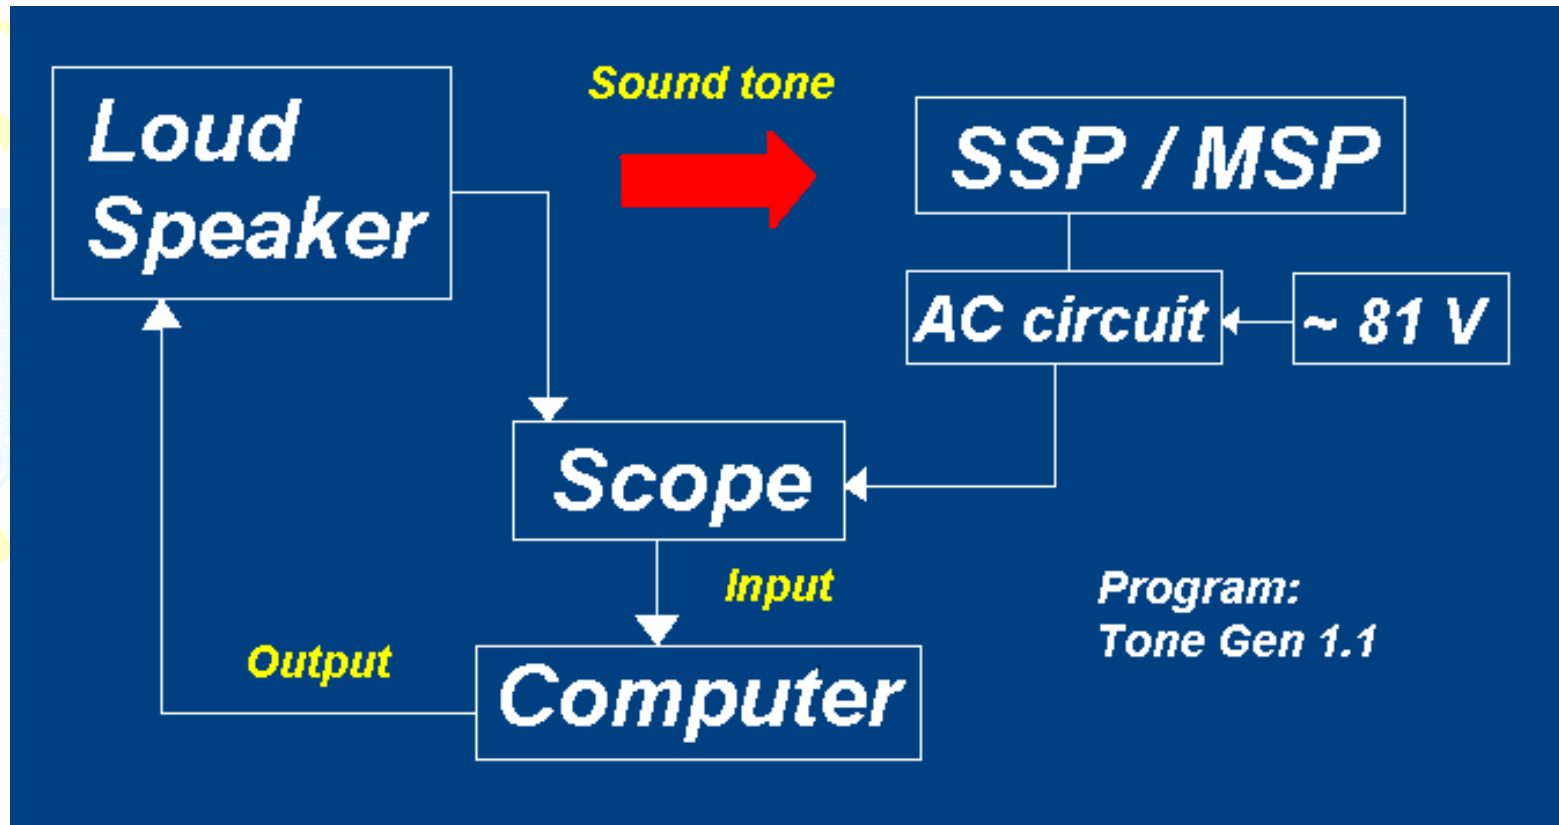 Sound tone
Loud
Speaker
SSP / MSP
AC circuit
~ 81 V
Scope
Input
Program:
Tone Gen 1.1
Output
Computer